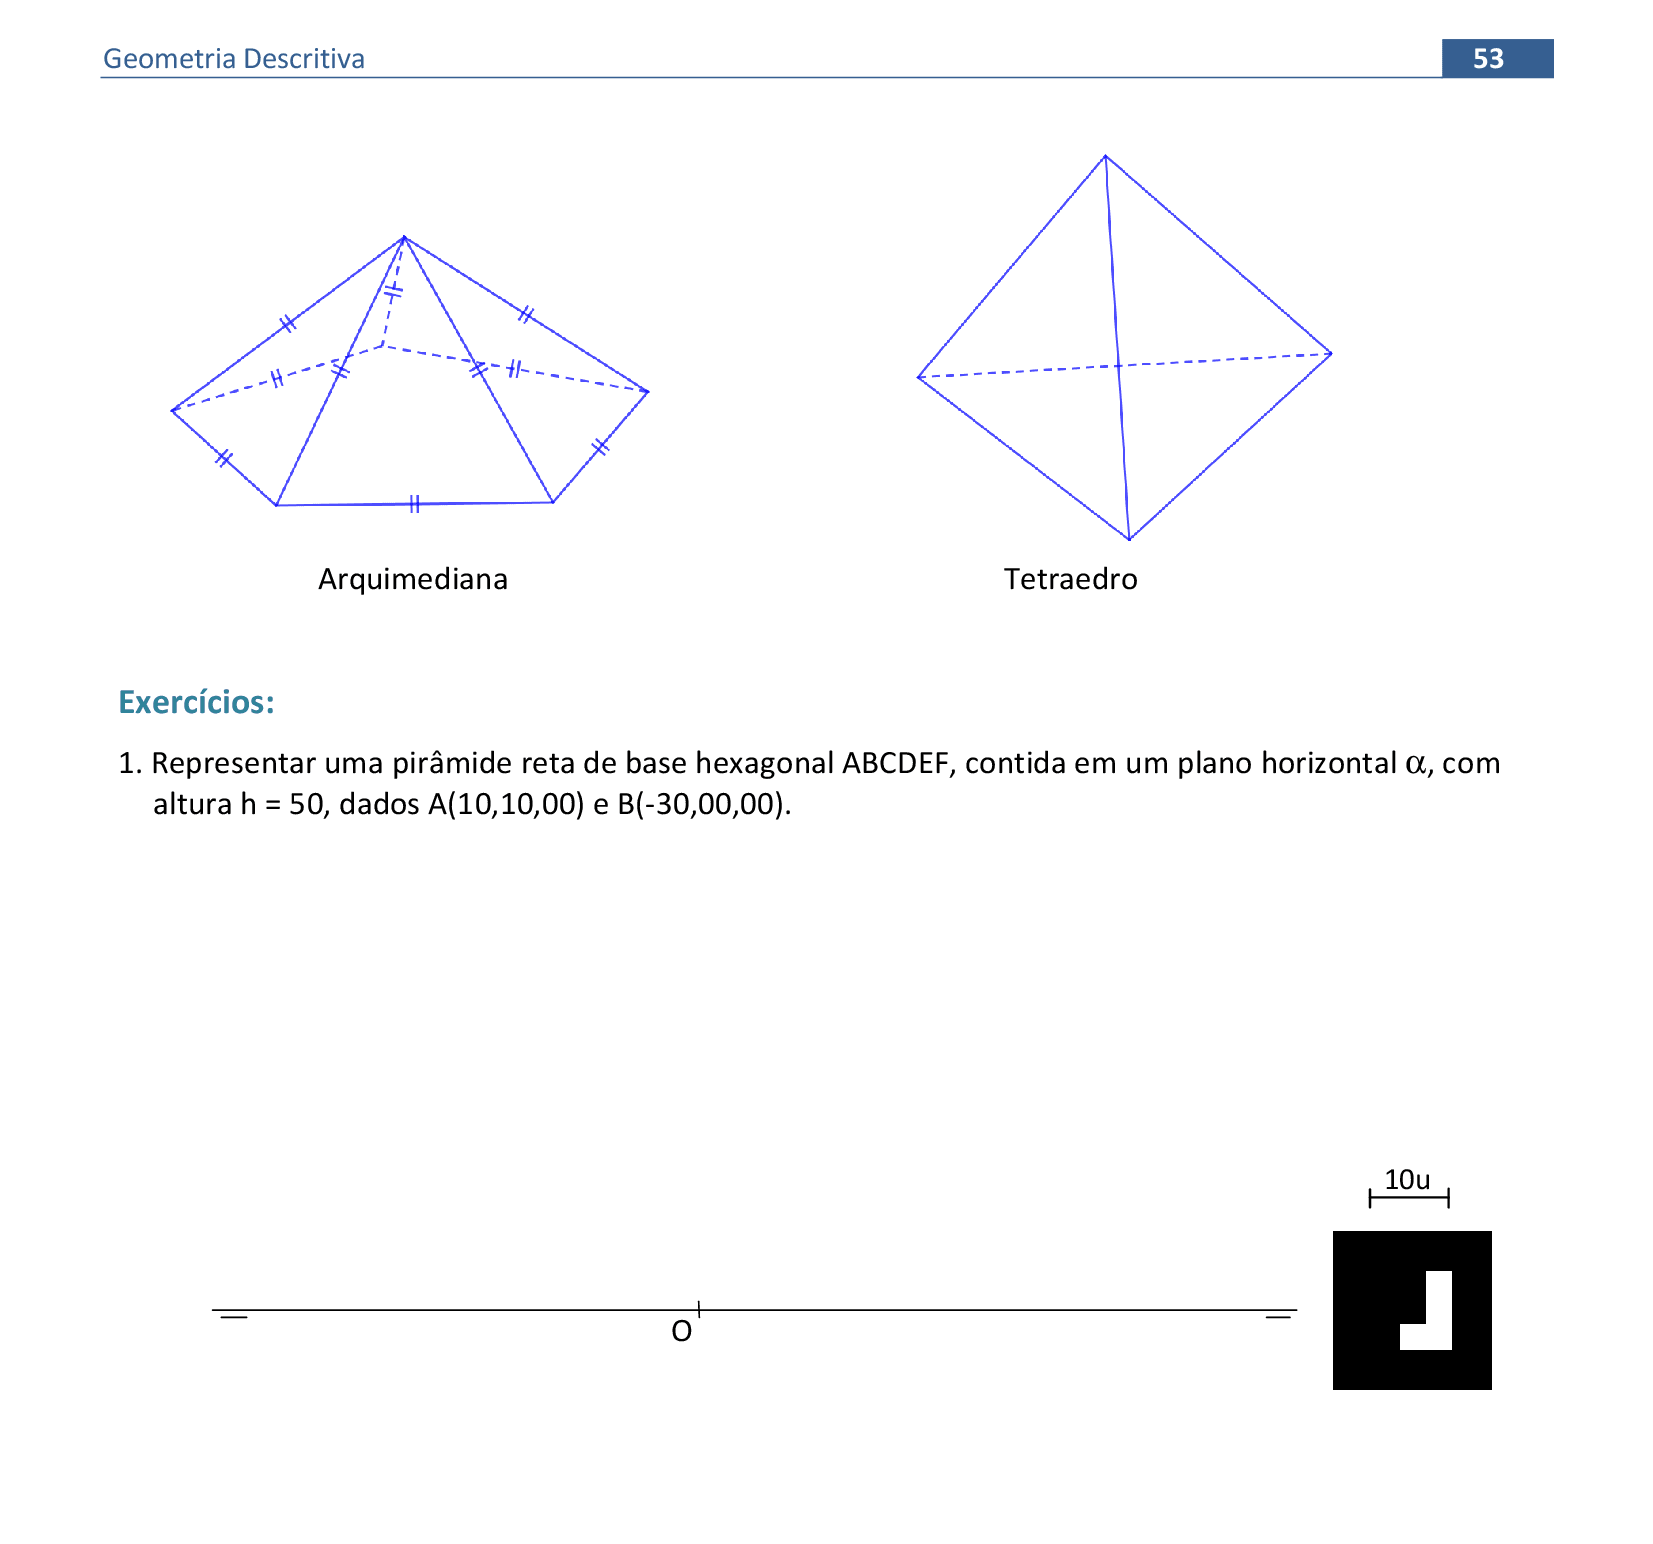 Geometria Descritiva
53
Arquimediana
Tetraedro
Exercícios:
1. Representar uma pirâmide reta de base hexagonal ABCDEF, contida em um plano horizontal α, com
altura h = 50, dados A(10,10,00) e B(-30,00,00).
10u
O